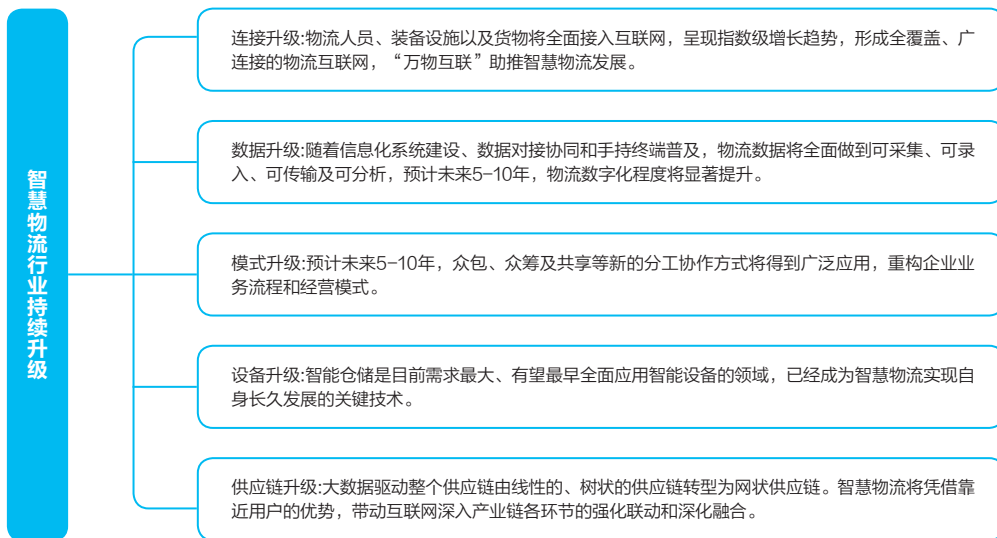 智慧物流行业持续升级
连接升级:物流人员、装备设施以及货物将全面接入互联网，呈现指数级增长趋势，形成全覆盖、广
连接的物流互联网，“万物互联”助推智慧物流发展。
数据升级:随着信息化系统建设、数据对接协同和手持终端普及，物流数据将全面做到可采集、可录
入、可传输及可分析，预计未来5-10年，物流数字化程度将显著提升。
模式升级:预计未来5-10年，众包、众筹及共享等新的分工协作方式将得到广泛应用，重构企业业
务流程和经营模式。
设备升级:智能仓储是目前需求最大、有望最早全面应用智能设备的领域，已经成为智慧物流实现自
身长久发展的关键技术。
供应链升级:大数据驱动整个供应链由线性的、树状的供应链转型为网状供应链。智慧物流将凭借靠
近用户的优势，带动互联网深入产业链各环节的强化联动和深化融合。